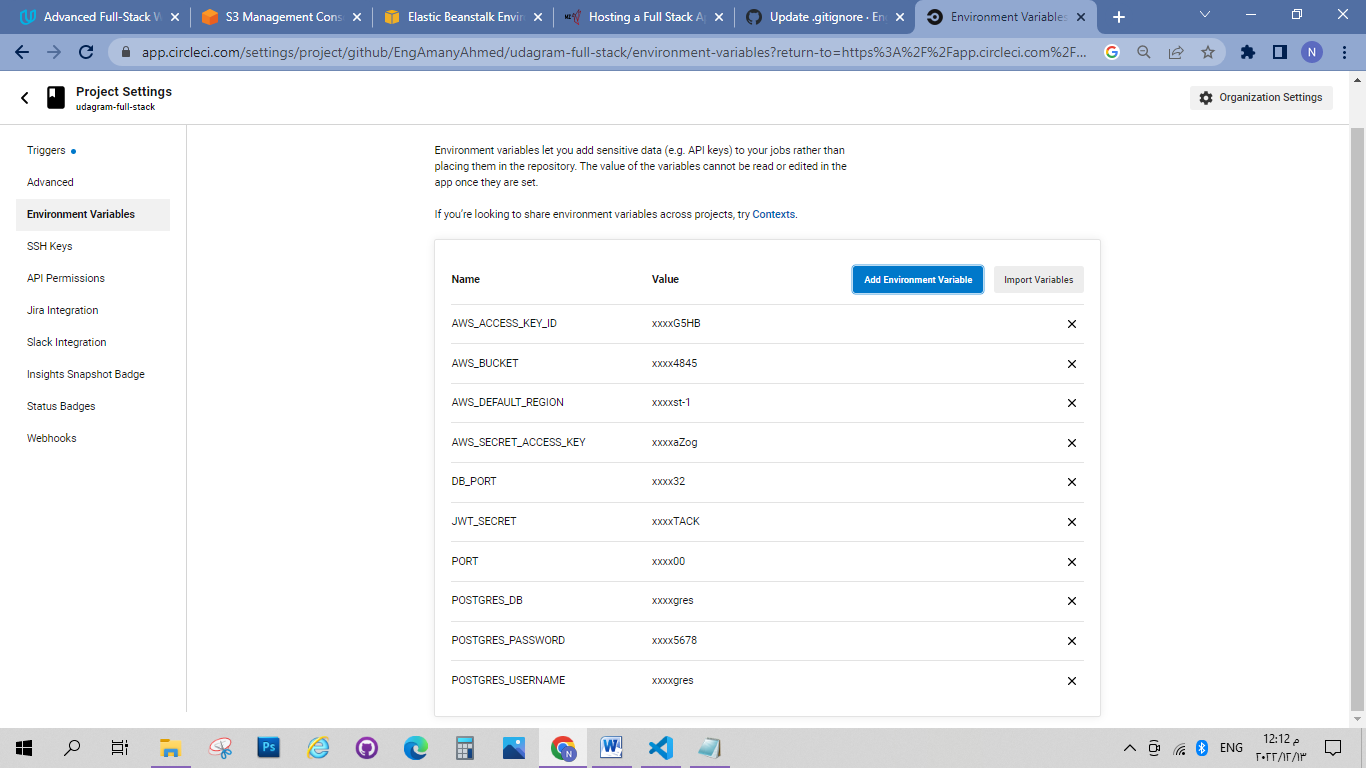 Advanced Full-Stack W
S3 Management Cons
Elastic Beanstalk Envir
Hosting a Full Stack Ap
Update .gitignore · Eng
Environment Variables
app.circleci.com/settings/project/github/EngAmanyAhmed/udagram-full-stack/environment-variables?return-to=https%3A%2F%2Fapp.circleci.com%2F...
N
Project Settings
udagram-full-stack
Organization Settings
Triggers
Advanced
Environment Variables
SSH Keys
API Permissions
Jira Integration
Slack Integration
Insights Snapshot Badge
Status Badges
Webhooks
Environment variables let you add sensitive data (e.g. API keys) to your jobs rather than
placing them in the repository. The value of the variables cannot be read or edited in the
app once they are set.
If you're looking to share environment variables across projects, try Contexts.
Name Value Add Environment Variable Import Variables
AWS_ACCESS_KEY_ID xxxxG5HB
AWS_BUCKET xxxx4845
AWS_DEFAULT_REGION xxxxst-1
AWS_SECRET_ACCESS_KEY xxxxaZog
DB_PORT xxxx32
JWT_SECRET xxxxTACK
PORT xxxx00
POSTGRES_DB xxxxgres
POSTGRES_PASSWORD xxxx5678
POSTGRES_USERNAME xxxxgres
Ps
N
W
ENG
12:12 م
٢٠٢٢/١٢/١٣